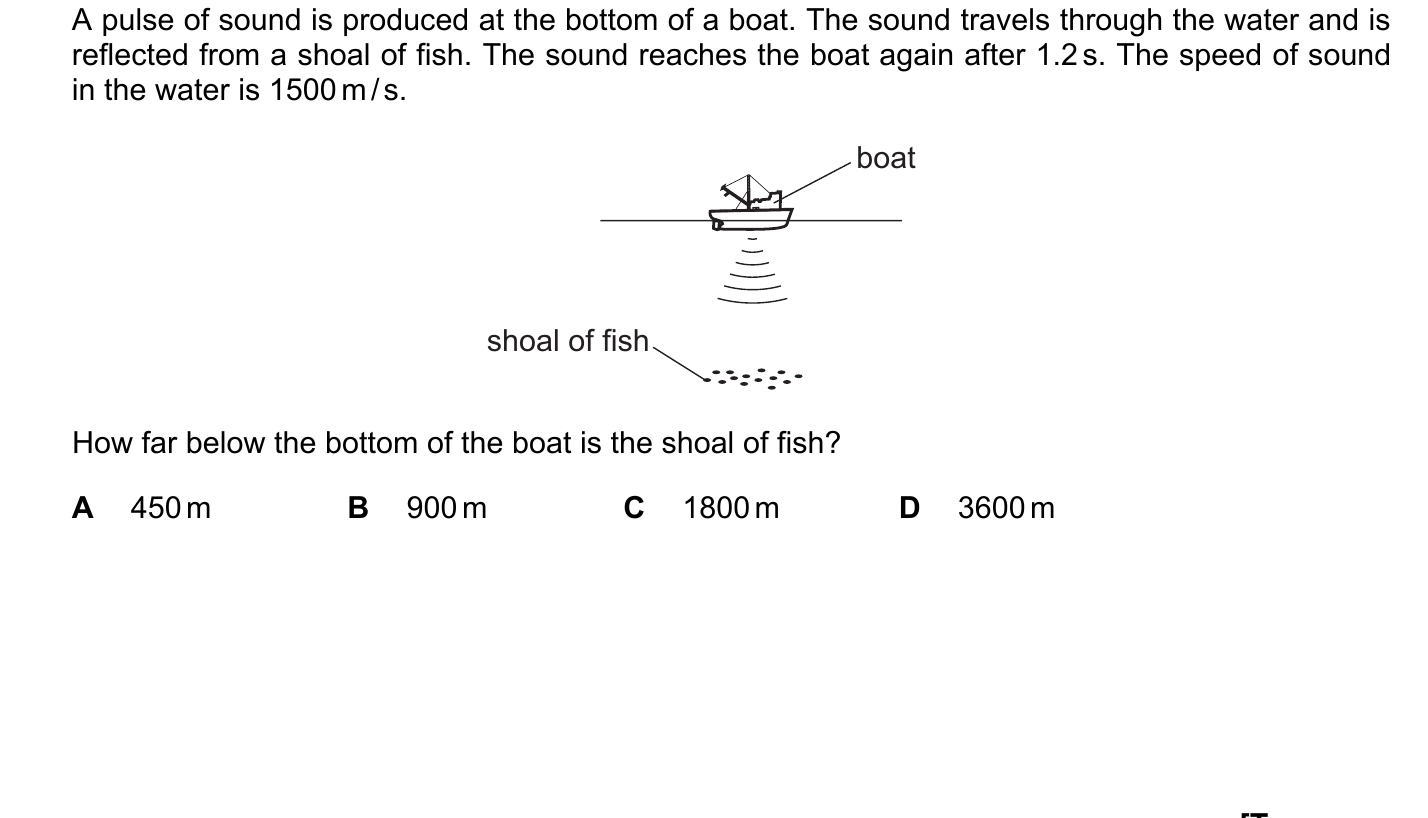 A pulse of sound is produced at the bottom of a boat. The sound travels through the water and is
reflected from a shoal of fish. The sound reaches the boat again after 1.2 s. The speed of sound
in the water is 1500 m / s.
boat
shoal of fish
How far below the bottom of the boat is the shoal of fish?
A 450 m B 900 m C 1800 m D 3600 m